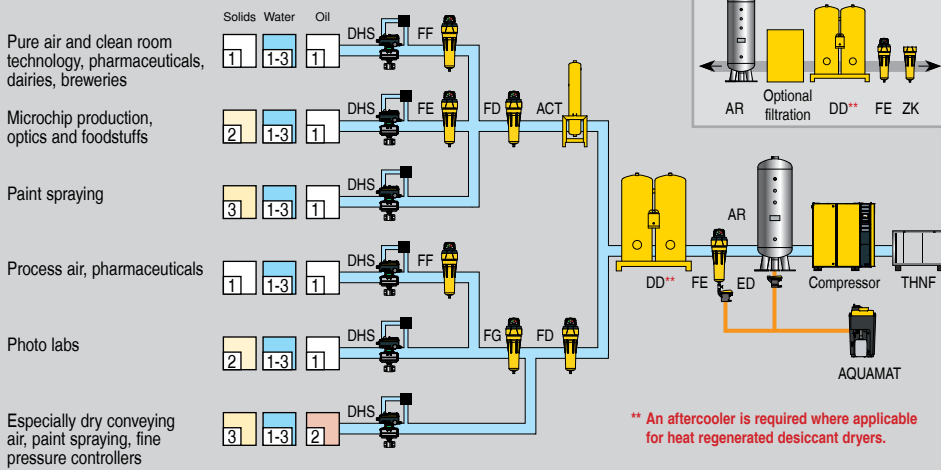 Solids Water Oil
Pure air and clean room
technology, pharmaceuticals,
dairies, breweries
1 1-3 1
DHS FF
Microchip production,
optics and foodstuffs
2 1-3 1
DHS FE FD ACT
Paint spraying
3 1-3 1
DHS
Process air, pharmaceuticals
1 1-3 1
DHS FF
Photo labs
2 1-3 1
DHS FG FD
Especially dry conveying
air, paint spraying, fine
pressure controllers
3 1-3 2
DHS
AR Optional
filtration DD** FE ZK
AR
DD** FE ED Compressor THNF
AQUAMAT
** An aftercooler is required where applicable
for heat regenerated desiccant dryers.